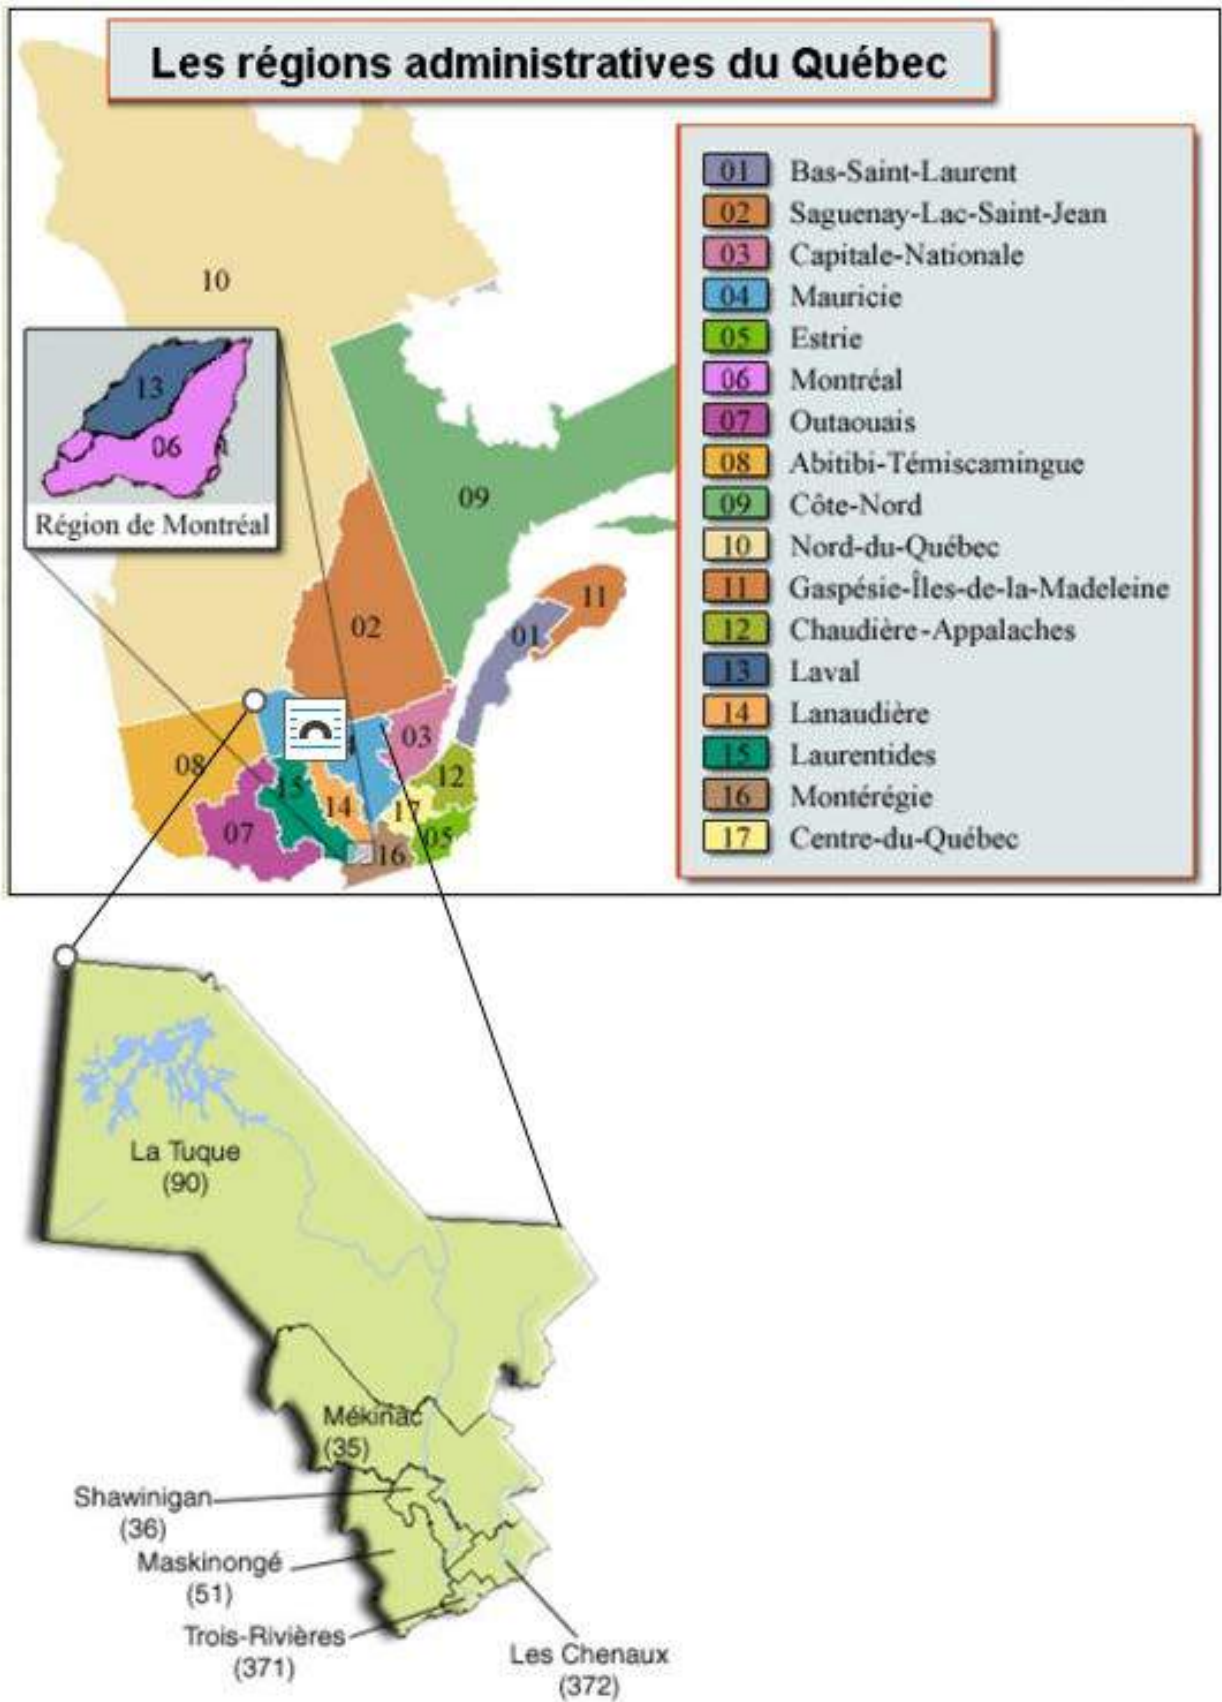 Les régions administratives du Québec
01 Bas-Saint-Laurent
02 Saguenay-Lac-Saint-Jean
03 Capitale-Nationale
04 Mauricie
05 Estrie
06 Montréal
07 Outaouais
08 Abitibi-Témiscamingue
09 Côte-Nord
10 Nord-du-Québec
11 Gaspésie-Îles-de-la-Madeleine
12 Chaudière-Appalaches
13 Laval
14 Lanaudière
15 Laurentides
16 Montérégie
17 Centre-du-Québec
10
13
06
Région de Montréal
09
11
01
02
03
08
12
15
14
17
07
05
16
La Tuque
(90)
Mékinac
(35)
Shawinigan
(36)
Maskinongé
(51)
Trois-Rivières
(371)
Les Chenaux
(372)